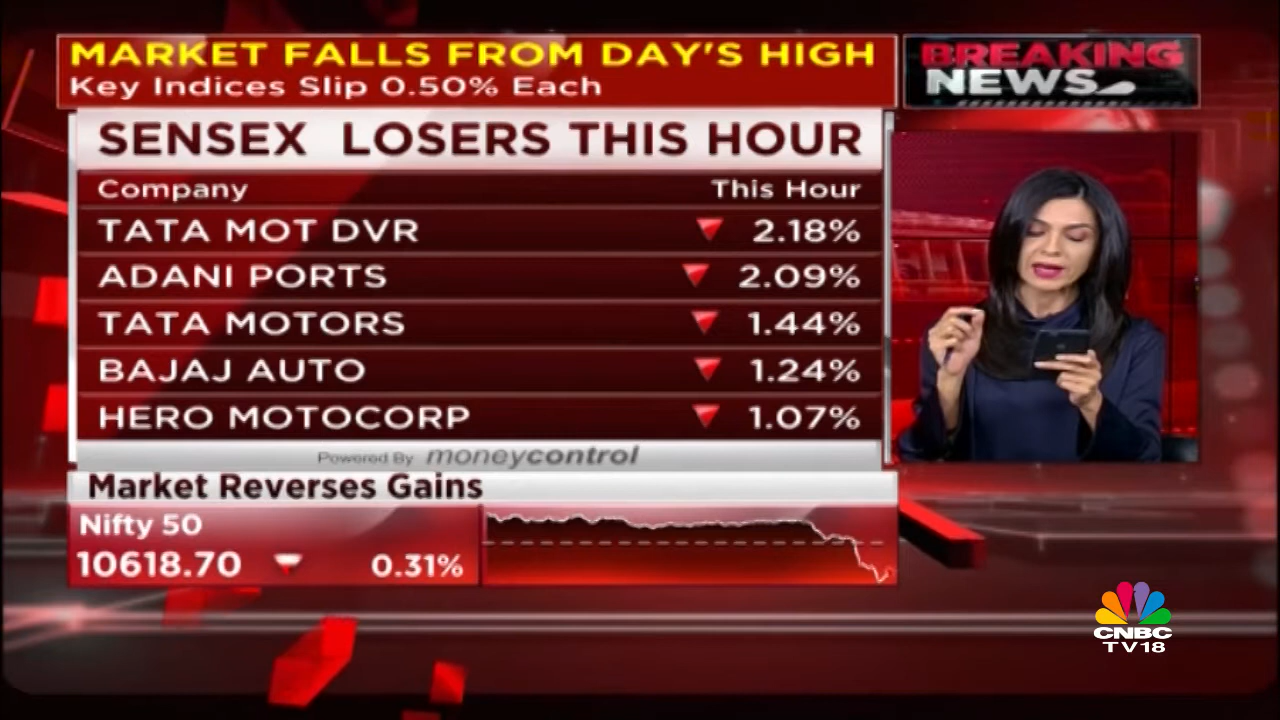 MARKET FALLS FROM DAY'S HIGH
Key Indices Slip 0.50% Each
BREAKING
NEWS
SENSEX LOSERS THIS HOUR
Company This Hour
TATA MOT DVR 2.18%
ADANI PORTS 2.09%
TATA MOTORS 1.44%
BAJAJ AUTO 1.24%
HERO MOTOCORP 1.07%
Powered By moneycontrol
Market Reverses Gains
Nifty 50
10618.70 0.31%
CNBC
TV18